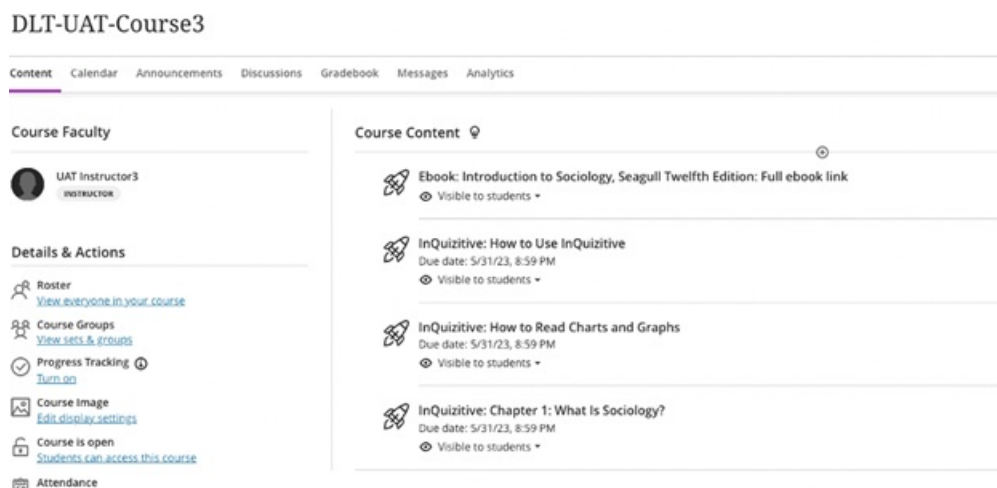 DLT-UAT-Course3
Content Calendar Announcements Discussions Gradebook Messages Analytics
Course Faculty
UAT Instructor3
INSTRUCTOR
Details & Actions
Roster
View everyone in your course
Course Groups
View sets & groups
Progress Tracking
Turn on
Course Image
Edit display settings
Course is open
Students can access this course
Attendance
Course Content
Ebook: Introduction to Sociology, Seagull Twelfth Edition: Full ebook link
Visible to students
InQuizitive: How to Use InQuizitive
Due date: 5/31/23, 8:59 PM
Visible to students
InQuizitive: How to Read Charts and Graphs
Due date: 5/31/23, 8:59 PM
Visible to students
InQuizitive: Chapter 1: What Is Sociology?
Due date: 5/31/23, 8:59 PM
Visible to students